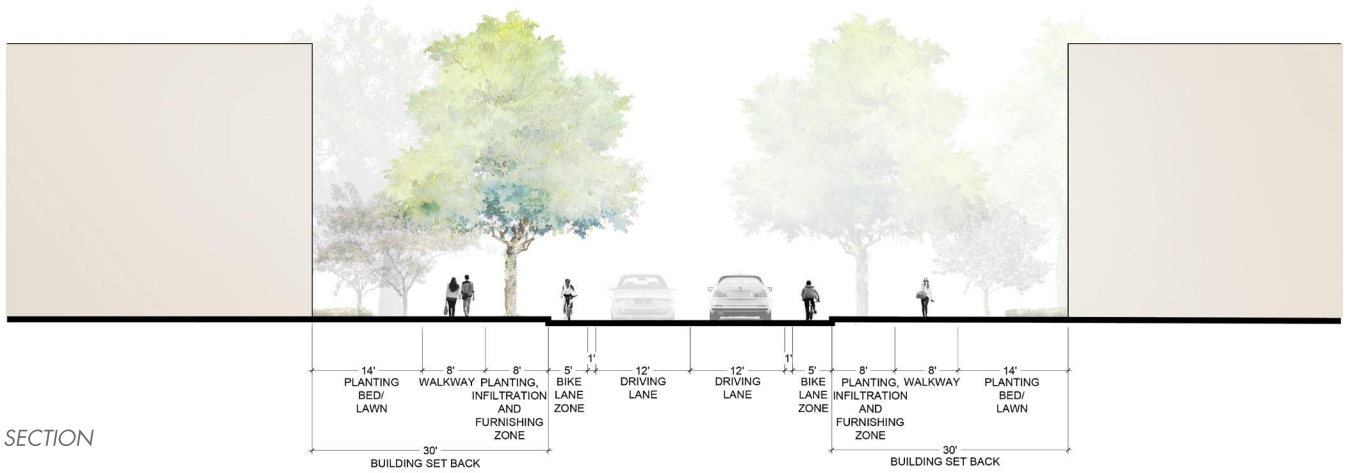 1'
1'
14' 8' 8' 5' 12' 12' 5' 8' 8' 14'
PLANTING
BED/
LAWN
WALKWAY
PLANTING,
INFILTRATION
AND
FURNISHING
ZONE
BIKE
LANE
ZONE
DRIVING
LANE
DRIVING
LANE
BIKE
LANE
ZONE
PLANTING,
INFILTRATION
AND
FURNISHING
ZONE
WALKWAY
PLANTING
BED/
LAWN
SECTION
30'
BUILDING SET BACK
30'
BUILDING SET BACK